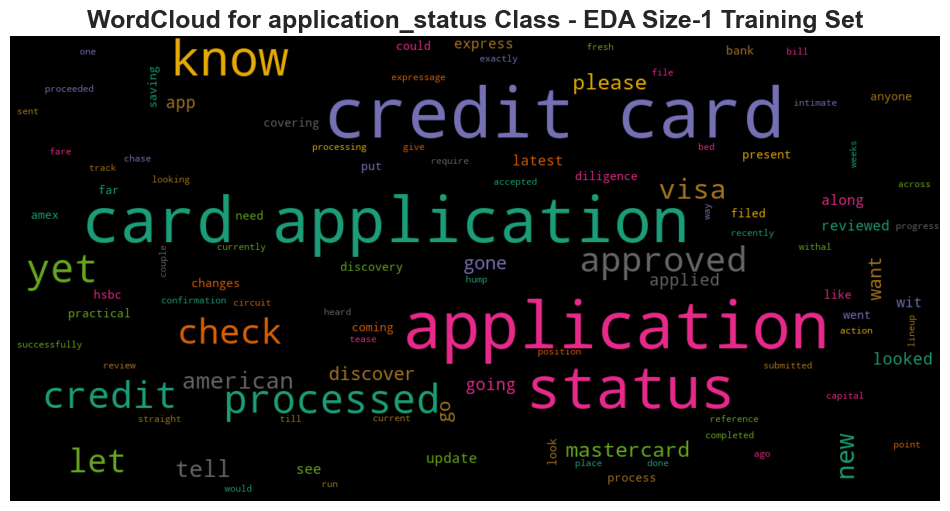 WordCloud for application_status Class - EDA Size-1 Training Set
one
could
express
exactly
fresh
bank
bill
know
expressage
file
proceeded
saving
please
app
credit card
intimate
anyone
sent
covering
fare
chase
processing
give
bed
present
weeks
track
put
require
latest
looking
accepted
diligence
across
far
visa
along
amex
card application
need
way
filed
reviewed
progress
recently
currently
couple
withal
yet
discovery
gone
approved
hump
applied
want
changes
hsbc
confirmation
circuit
like
wit
practical
heard
application
went
check
coming
action
lineup
successfully
tease
position
looked
review
american
discover
going
status
submitted
credit
processed
capital
straight
till
current
go
reference
completed
new
point
let
tell
see
update
look
mastercard
ago
place
done
process
would
run